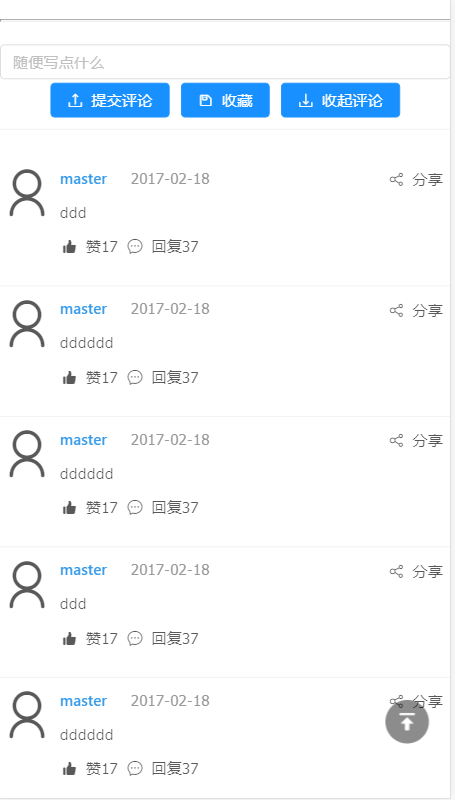 随便写点什么
提交评论 收藏 收起评论
master 2017-02-18 分享
ddd
赞17 回复37
master 2017-02-18 分享
dddddd
赞17 回复37
master 2017-02-18 分享
dddddd
赞17 回复37
master 2017-02-18 分享
ddd
赞17 回复37
master 2017-02-18 分享
dddddd
赞17 回复37